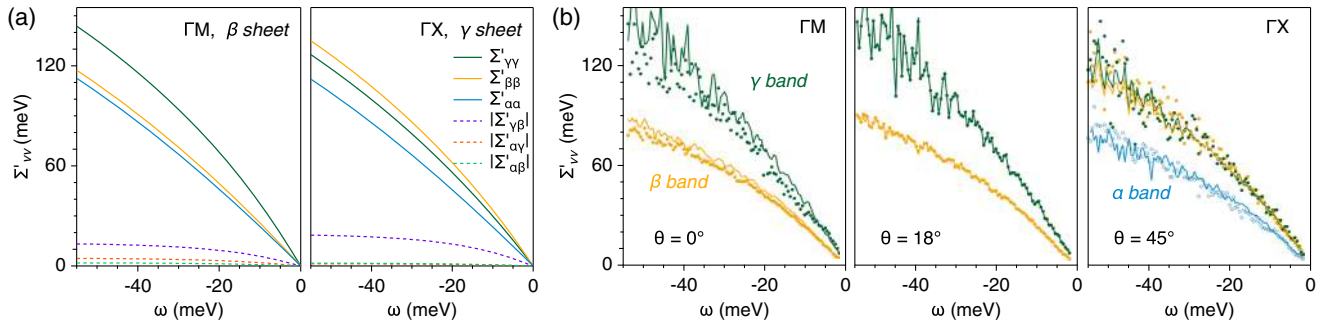 (a)
ΓM, β sheet
ΓX, γ sheet
Σ'γγ
Σ'ββ
Σ'αα
|Σ'γβ|
|Σ'αγ|
|Σ'αβ|
Σ'νν (meV)
120
60
0
-40
-20
0
-40
-20
0
ω (meV)
ω (meV)
(b)
ΓM
ΓX
γ band
β band
α band
θ = 0°
θ = 18°
θ = 45°
Σ'νν (meV)
120
60
0
-40
-20
-40
-20
-40
-20
0
ω (meV)
ω (meV)
ω (meV)